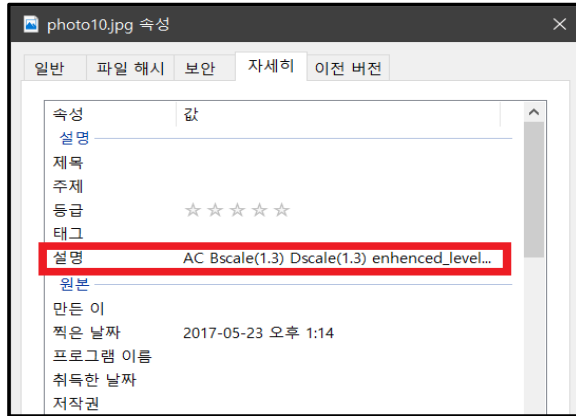 photo10.jpg 속성
일반 파일 해시 보안 자세히 이전 버전
속성 값
설명
제목
주제
등급 ☆ ☆ ☆ ☆ ☆
태그
설명 AC Bscale(1.3) Dscale(1.3) enhenced_level...
원본
만든 이
찍은 날짜 2017-05-23 오후 1:14
프로그램 이름
취득한 날짜
저작권